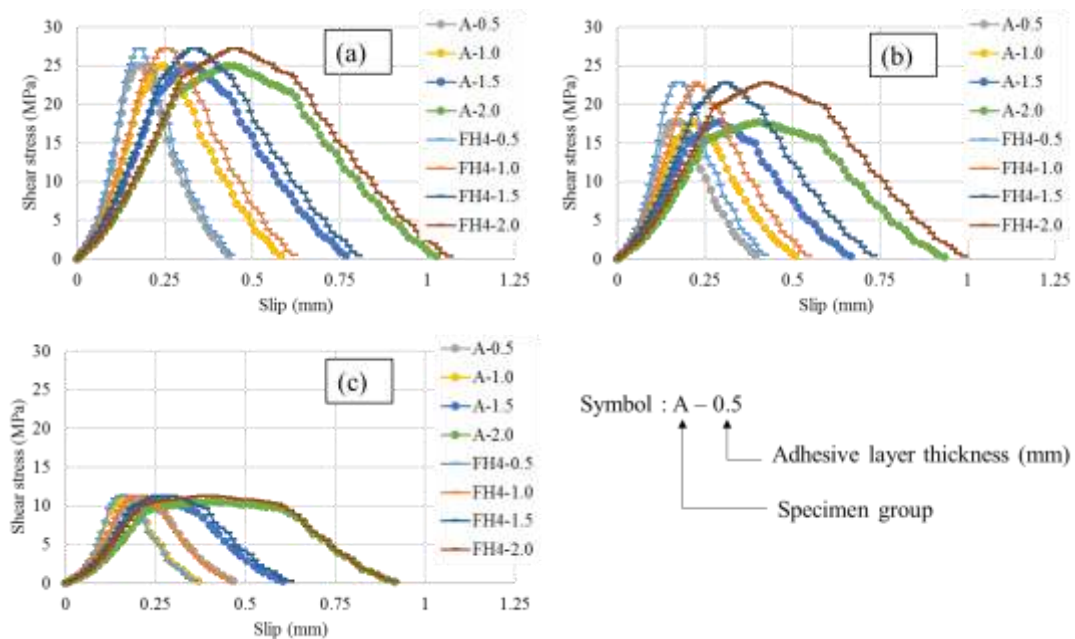 30
25
20
15
10
5
0
Shear stress (MPa)
0 0.25 0.5 0.75 1 1.25
Slip (mm)
(a)
A-0.5
A-1.0
A-1.5
A-2.0
FH4-0.5
FH4-1.0
FH4-1.5
FH4-2.0
30
25
20
15
10
5
0
Shear stress (MPa)
0 0.25 0.5 0.75 1 1.25
Slip (mm)
(b)
A-0.5
A-1.0
A-1.5
A-2.0
FH4-0.5
FH4-1.0
FH4-1.5
FH4-2.0
30
25
20
15
10
5
0
Shear stress (MPa)
0 0.25 0.5 0.75 1 1.25
Slip (mm)
(c)
A-0.5
A-1.0
A-1.5
A-2.0
FH4-0.5
FH4-1.0
FH4-1.5
FH4-2.0
Symbol : A – 0.5
Adhesive layer thickness (mm)
Specimen group